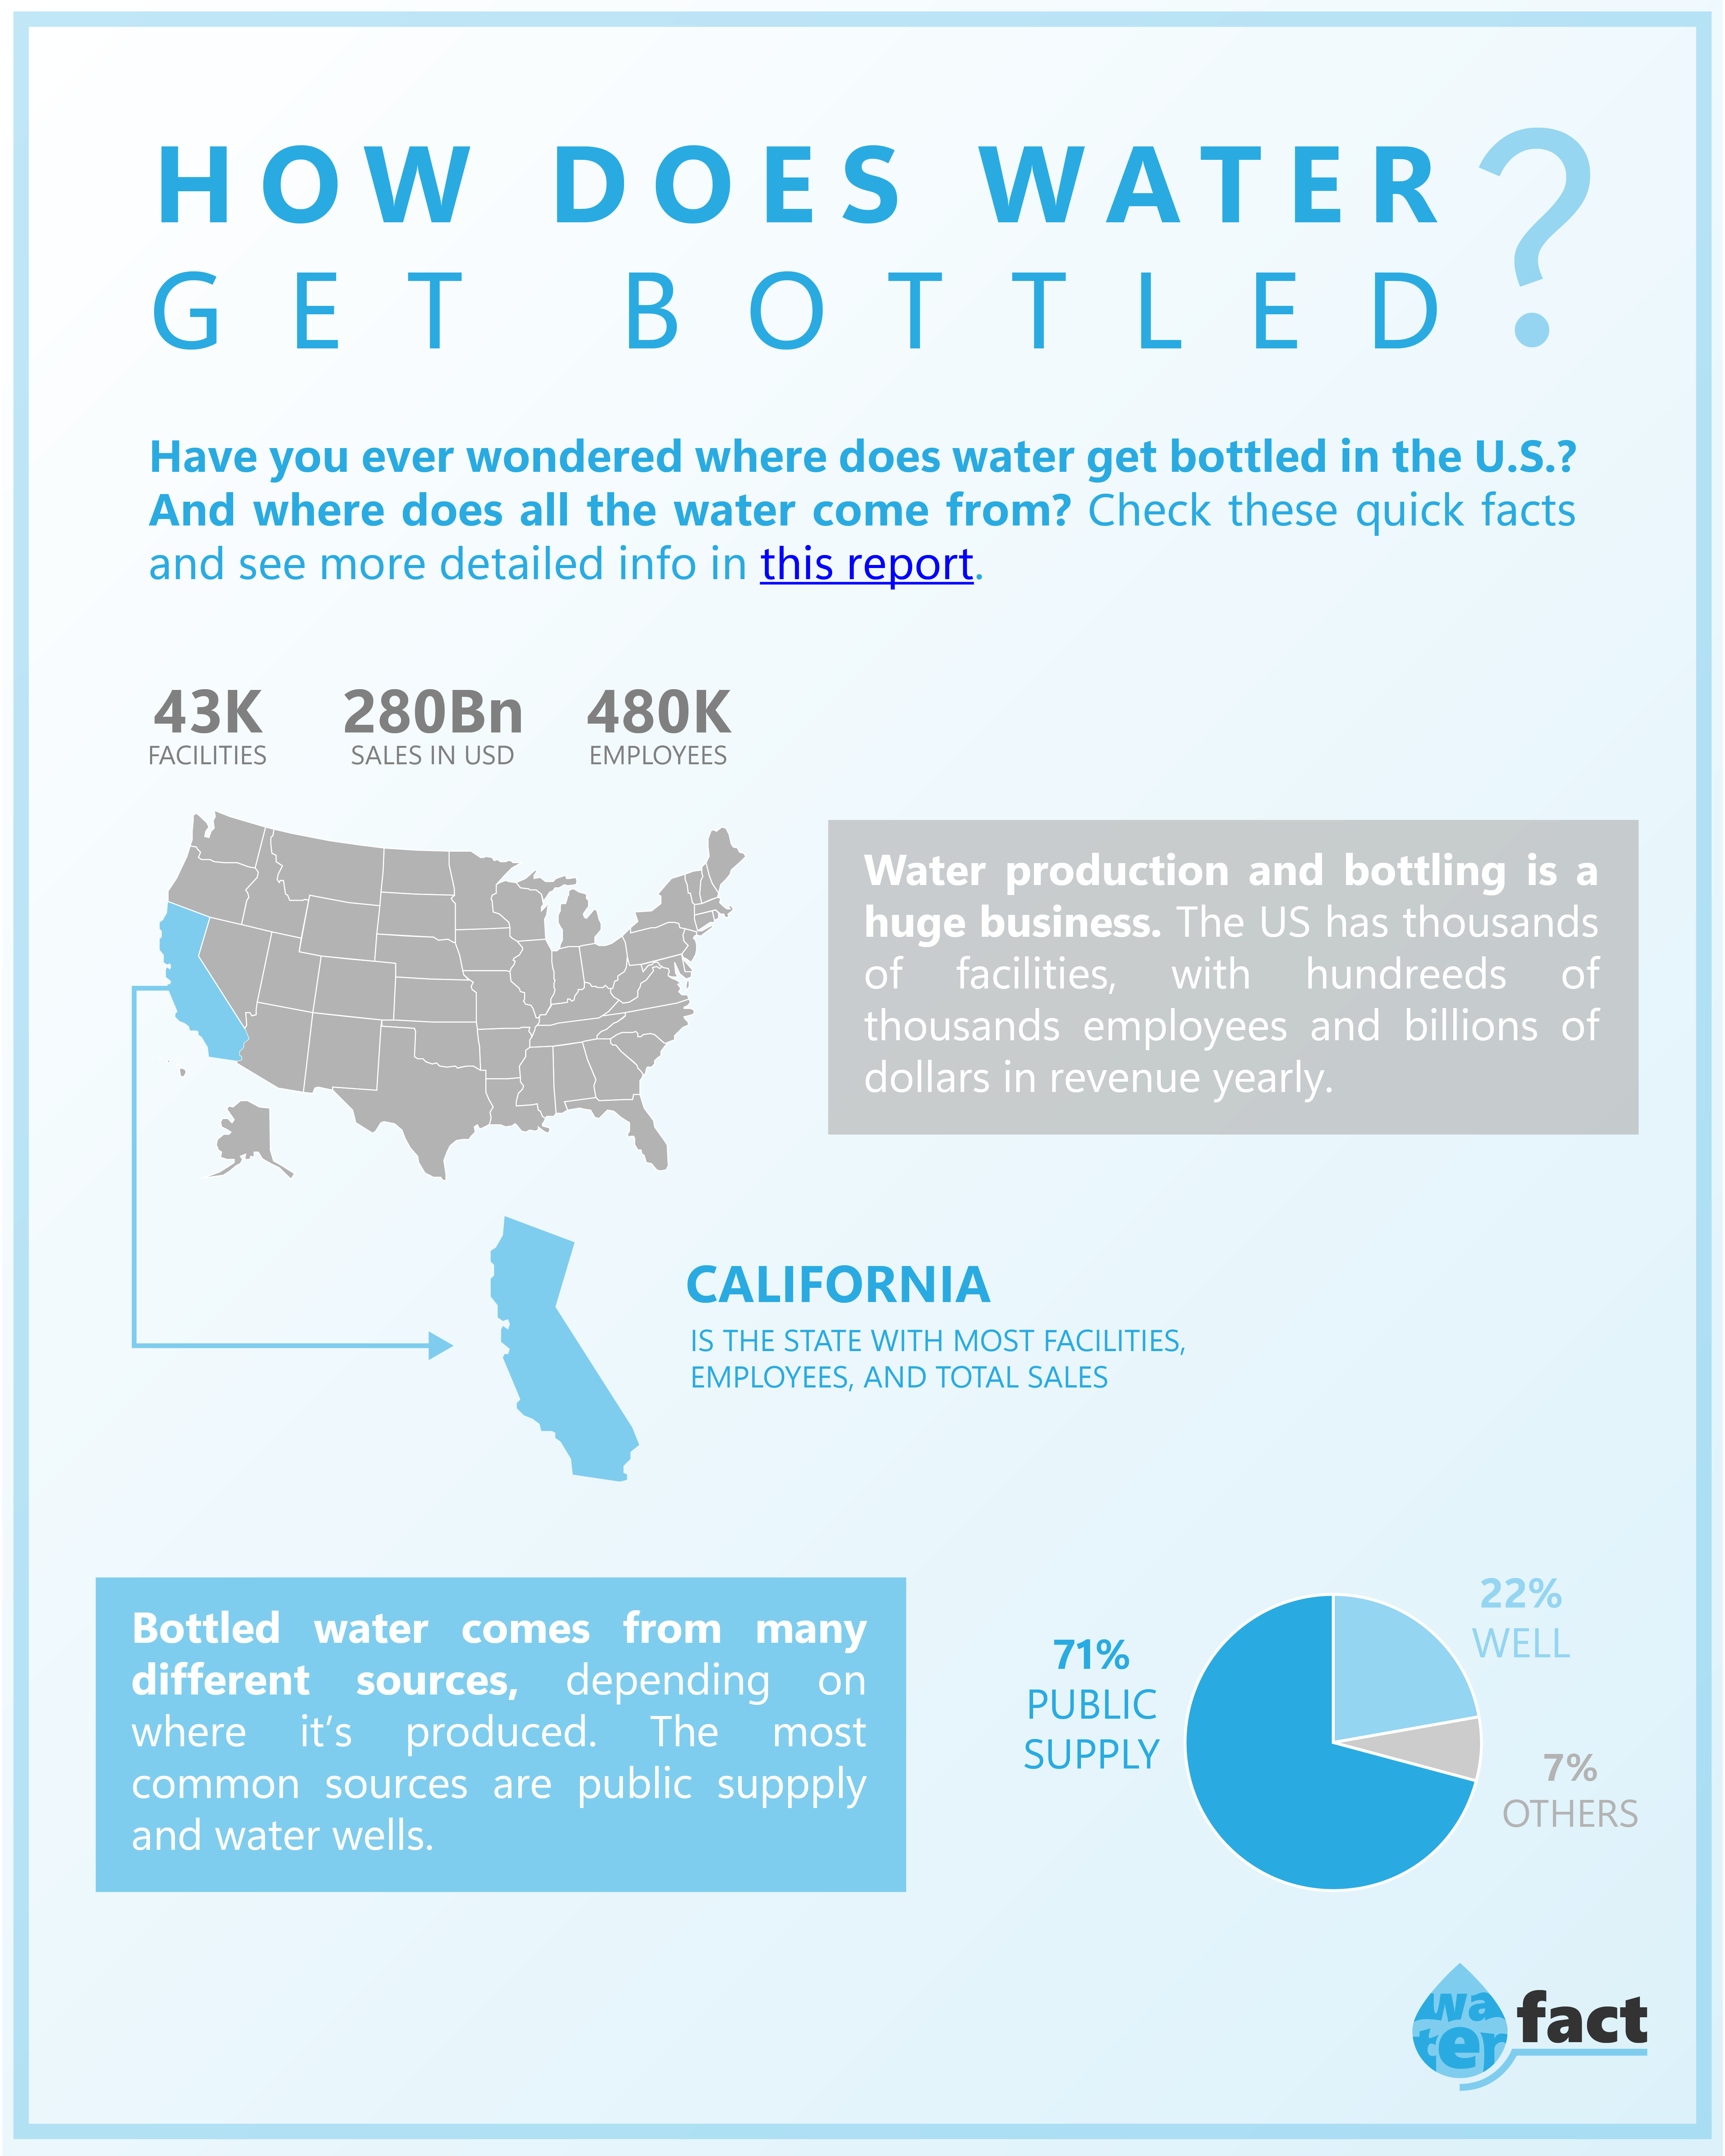 HOW DOES WATER
GET BOTTLED?
Have you ever wondered where does water get bottled in the U.S.?
And where does all the water come from? Check these quick facts
and see more detailed info in this report.
43K 280Bn 480K
FACILITIES SALES IN USD EMPLOYEES
Water production and bottling is a
huge business. The US has thousands
of facilities, with hundreeds of
thousands employees and billions of
dollars in revenue yearly.
CALIFORNIA
IS THE STATE WITH MOST FACILITIES,
EMPLOYEES, AND TOTAL SALES
Bottled water comes from many
different sources, depending on
where it's produced. The most
common sources are public suppply
and water wells.
22%
WELL
71%
PUBLIC
SUPPLY
7%
OTHERS
wa
ter
fact